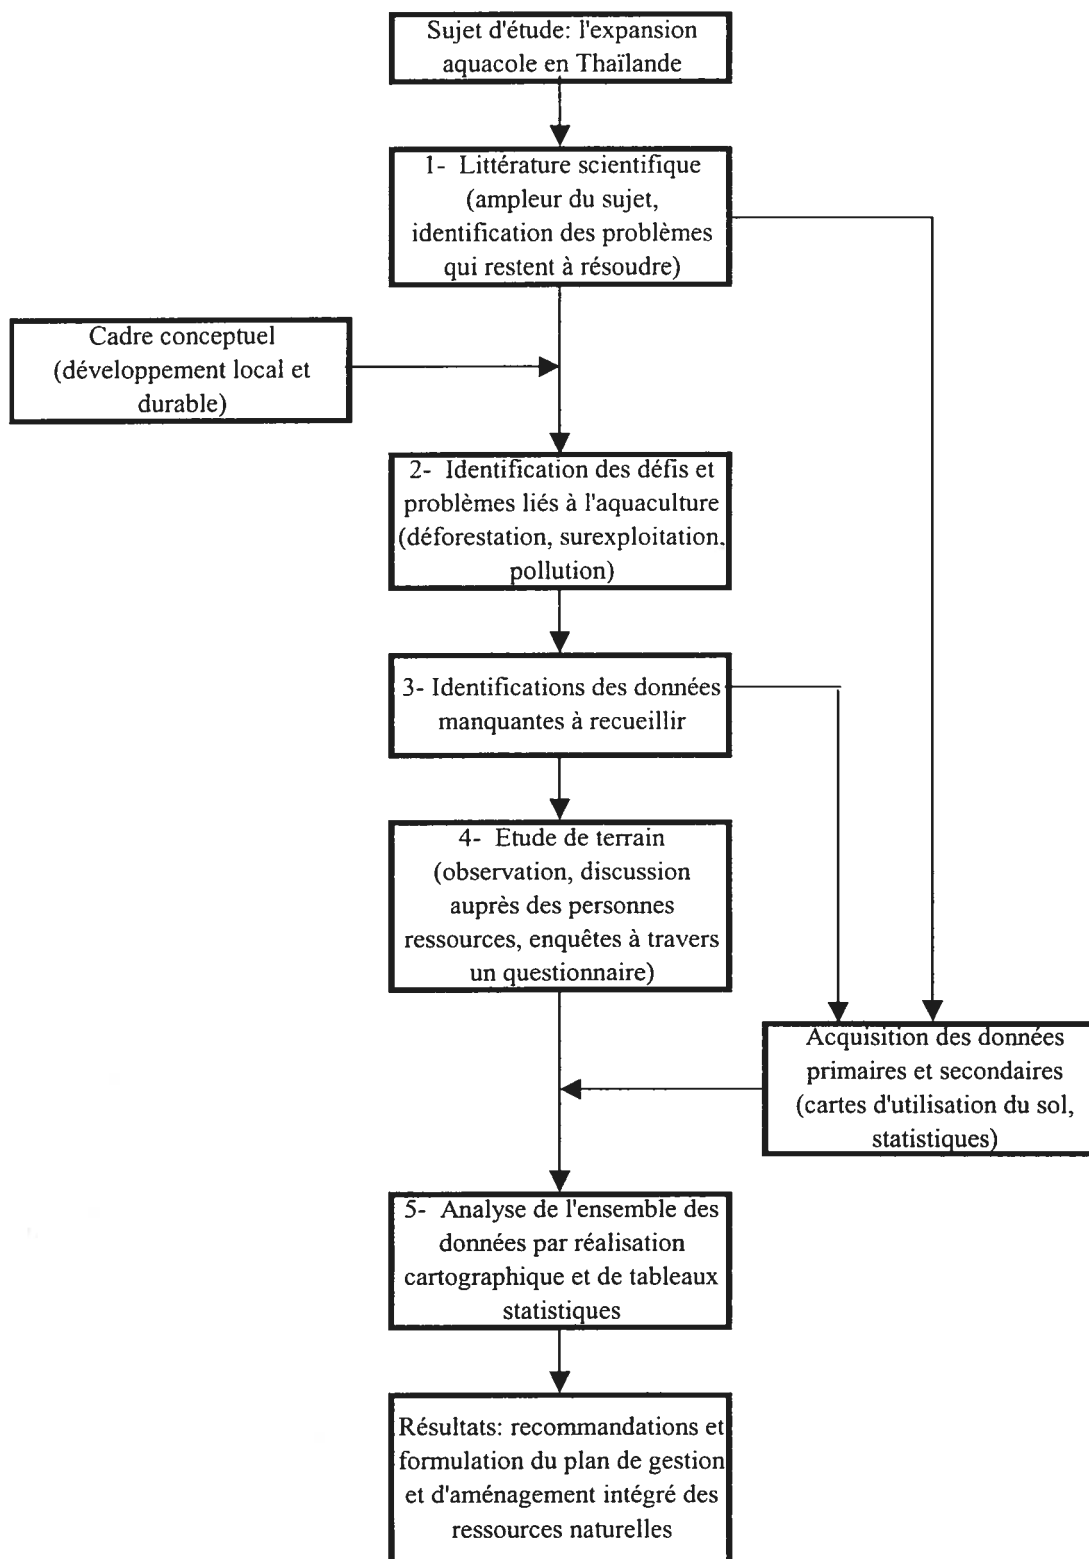 Sujet d'étude: l'expansion
aquacole en Thaïlande
1- Littérature scientifique
(ampleur du sujet,
identification des problèmes
qui restent à résoudre)
Cadre conceptuel
(développement local et
durable)
2- Identification des défis et
problèmes liés à l'aquaculture
(déforestation, surexploitation,
pollution)
3- Identifications des données
manquantes à recueillir
4- Etude de terrain
(observation, discussion
auprès des personnes
ressources, enquêtes à travers
un questionnaire)
Acquisition des données
primaires et secondaires
(cartes d'utilisation du sol,
statistiques)
5- Analyse de l'ensemble des
données par réalisation
cartographique et de tableaux
statistiques
Résultats: recommandations et
formulation du plan de gestion
et d'aménagement intégré des
ressources naturelles